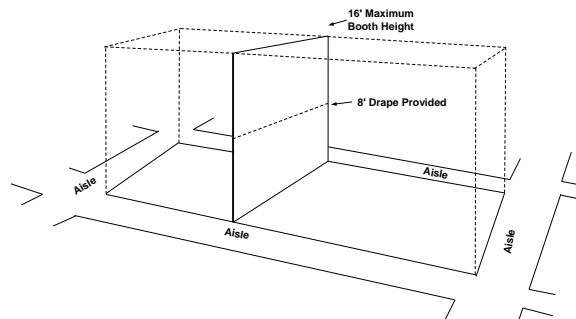 16' Maximum
Booth Height
8' Drape Provided
Aisle
Aisle
Aisle
Aisle